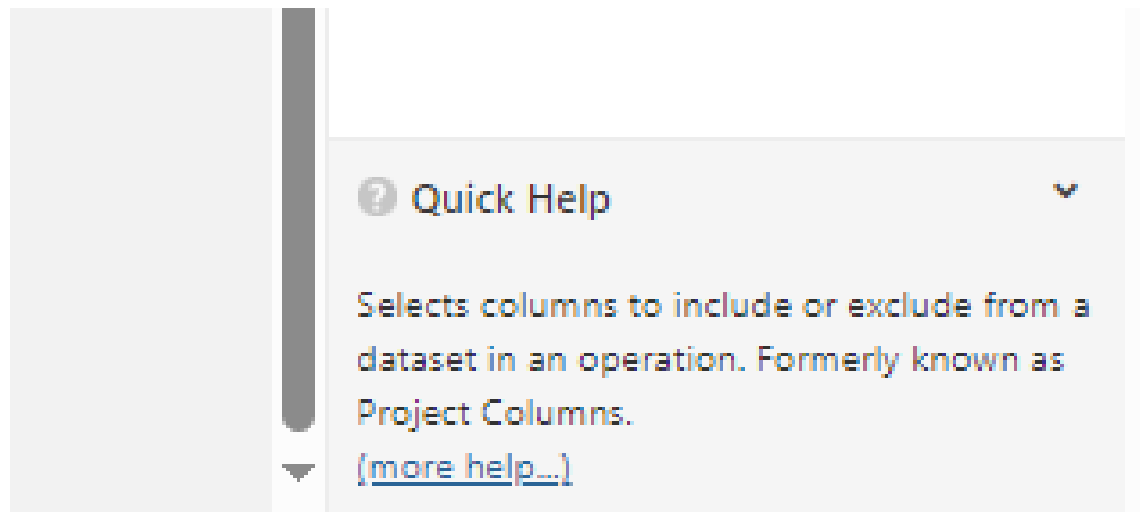 Quick Help
Selects columns to include or exclude from a
dataset in an operation. Formerly known as
Project Columns.
(more help...)